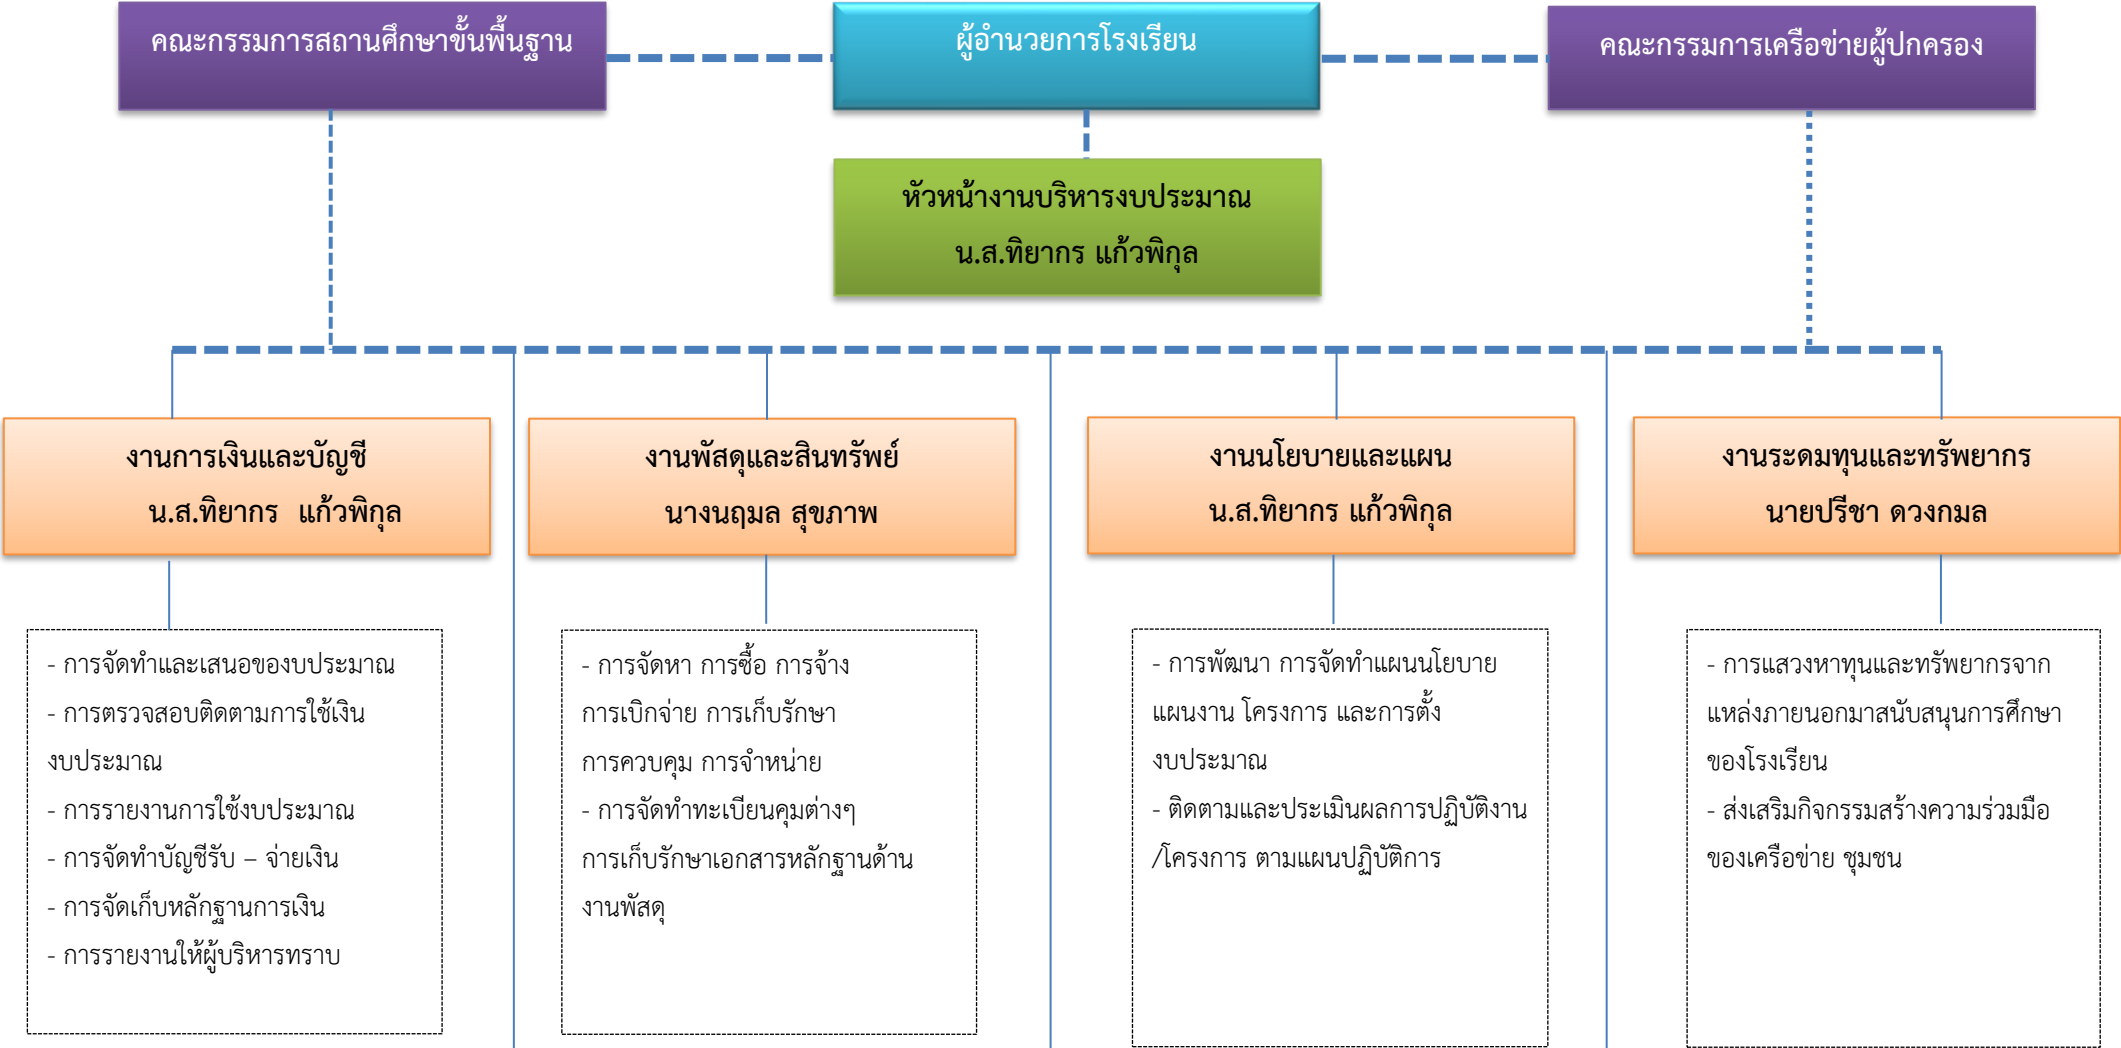 คณะกรรมการสถานศึกษาขั้นพื้นฐาน
ผู้อำนวยการโรงเรียน
คณะกรรมการเครือข่ายผู้ปกครอง
หัวหน้างานบริหารงบประมาณ
น.ส.ทิยากร แก้วพิกุล
งานการเงินและบัญชี
น.ส.ทิยากร แก้วพิกุล
งานพัสดุและสินทรัพย์
นางนฤมล สุขภาพ
งานนโยบายและแผน
น.ส.ทิยากร แก้วพิกุล
งานระดมทุนและทรัพยากร
นายปรีชา ดวงกมล
- การจัดทำและเสนอของบประมาณ
- การตรวจสอบติดตามการใช้เงิน
งบประมาณ
- การรายงานการใช้งบประมาณ
- การจัดทำบัญชีรับ – จ่ายเงิน
- การจัดเก็บหลักฐานการเงิน
- การรายงานให้ผู้บริหารทราบ
- การจัดหา การซื้อ การจ้าง
การเบิกจ่าย การเก็บรักษา
การควบคุม การจำหน่าย
- การจัดทำทะเบียนคุมต่างๆ
การเก็บรักษาเอกสารหลักฐานด้าน
งานพัสดุ
- การพัฒนา การจัดทำแผนนโยบาย
แผนงาน โครงการ และการตั้ง
งบประมาณ
- ติดตามและประเมินผลการปฏิบัติงาน
/โครงการ ตามแผนปฏิบัติการ
- การแสวงหาทุนและทรัพยากรจาก
แหล่งภายนอกมาสนับสนุนการศึกษา
ของโรงเรียน
- ส่งเสริมกิจกรรมสร้างความร่วมมือ
ของเครือข่าย ชุมชน